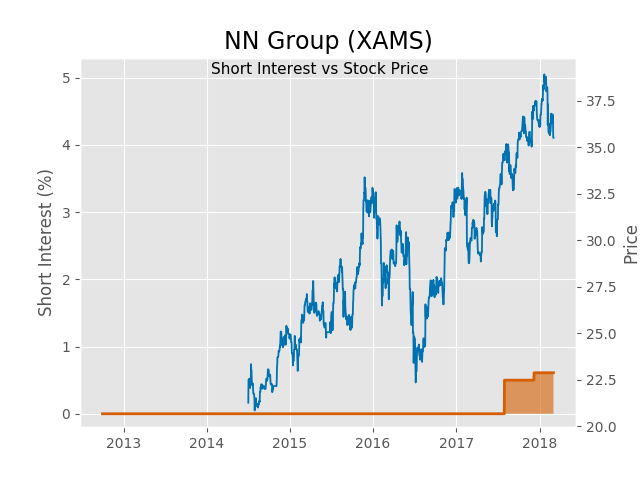 NN Group (XAMS)
Short Interest vs Stock Price
Short Interest (%)
5
4
3
2
1
0
37.5
35.0
32.5
30.0
27.5
25.0
22.5
20.0
Price
2013 2014 2015 2016 2017 2018